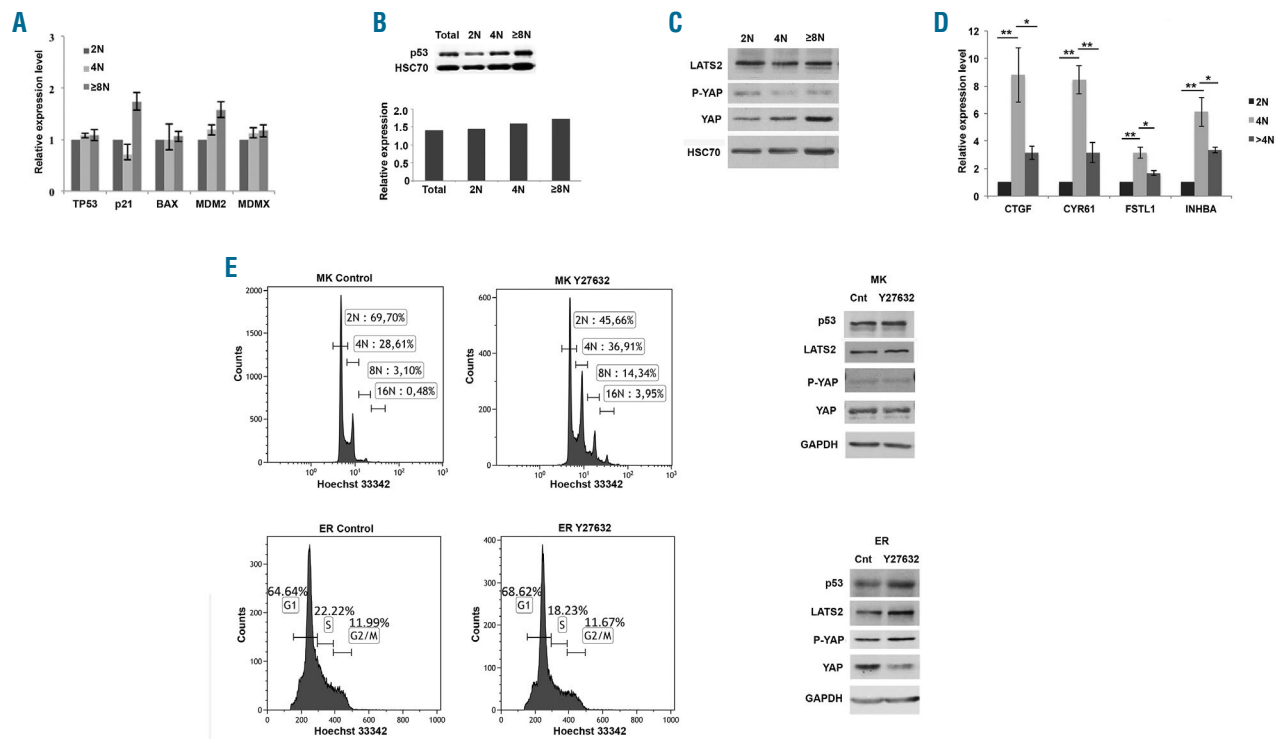 A
Relative expression level
3
2
1
0
2N
4N
≥8N
TP53 p21 BAX MDM2 MDMX
B
Total 2N 4N ≥8N
p53
HSC70
Relative expression
2.0
1.5
1.0
0.5
0
Total 2N 4N ≥8N
C
2N 4N ≥8N
LATS2
P-YAP
YAP
HSC70
D
Relative expression level
12
10
8
6
4
2
0
** *
** **
** *
** *
2N
4N
>4N
CTGF CYR61 FSTL1 INHBA
E
MK Control
Counts
2000
1500
1000
500
0
2N : 69,70%
4N : 28,61%
8N : 3,10%
16N : 0,48%
10⁰ 10¹ 10² 10³
Hoechst 33342
MK Y27632
Counts
600
400
200
0
2N : 45,66%
4N : 36,91%
8N : 14,34%
16N : 3,95%
10⁰ 10¹ 10² 10³
Hoechst 33342
MK
Cnt Y27632
p53
LATS2
P-YAP
YAP
GAPDH
ER Control
Counts
300
200
100
0
64.64%
G1
22.22%
S
11.99%
G2/M
0 200 400 600 800 1000
Hoechst 33342
ER Y27632
Counts
400
300
200
100
0
68.62%
G1
18.23%
S
11.67%
G2/M
0 200 400 600 800 1000
Hoechst 33342
ER
Cnt Y27632
p53
LATS2
P-YAP
YAP
GAPDH